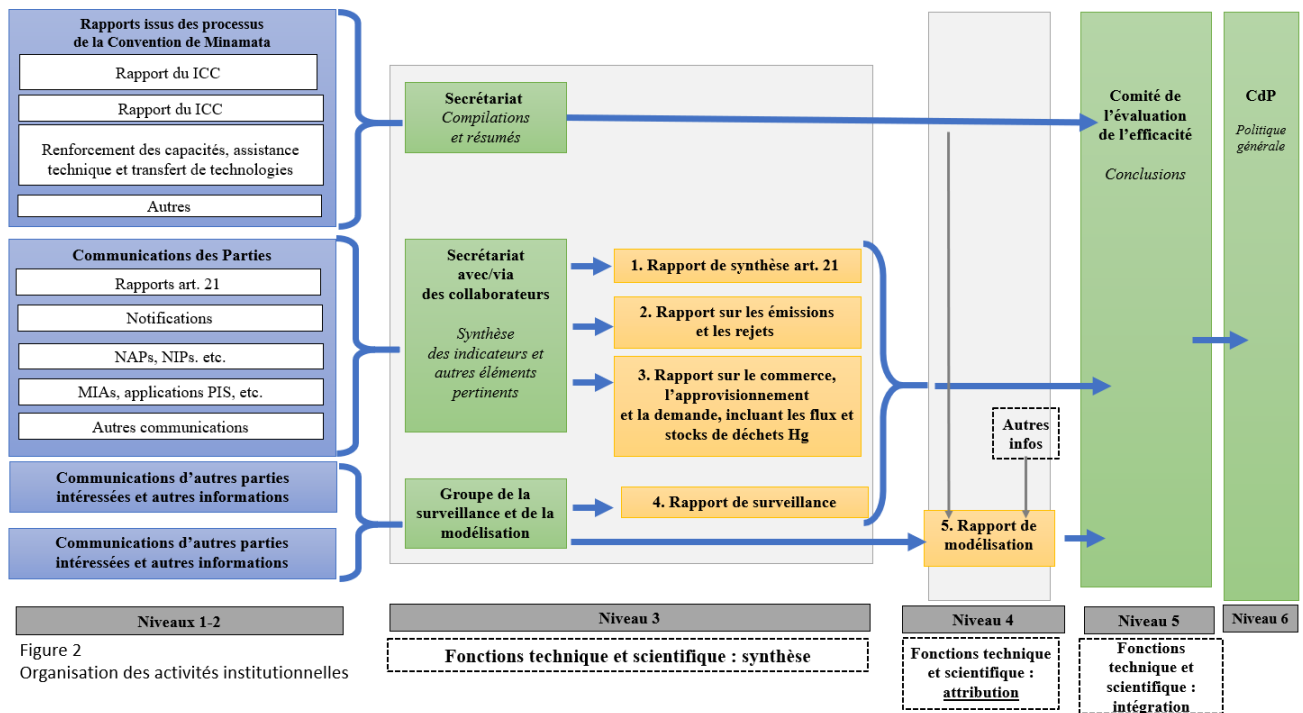 Rapports issus des processus
de la Convention de Minamata
Rapport du ICC
Rapport du ICC
Renforcement des capacités, assistance
technique et transfert de technologies
Autres
Communications des Parties
Rapports art. 21
Notifications
NAPs, NIPs. etc.
MIAs, applications PIS, etc.
Autres communications
Communications d’autres parties
intéressées et autres informations
Communications d’autres parties
intéressées et autres informations
Niveaux 1-2
Figure 2
Organisation des activités institutionnelles
Secrétariat
Compilations
et résumés
Secrétariat
avec/via
des collaborateurs
Synthèse
des indicateurs et
autres éléments
pertinents
Groupe de la
surveillance et de la
modélisation
1. Rapport de synthèse art. 21
2. Rapport sur les émissions
et les rejets
3. Rapport sur le commerce,
l’approvisionnement
et la demande, incluant les flux et
stocks de déchets Hg
4. Rapport de surveillance
Niveau 3
Fonctions technique et scientifique : synthèse
Autres
infos
5. Rapport de
modélisation
Niveau 4
Fonctions technique
et scientifique :
attribution
Comité de
l’évaluation
de l’efficacité
Conclusions
Niveau 5
Fonctions
technique et
scientifique :
intégration
CdP
Politique
générale
Niveau 6